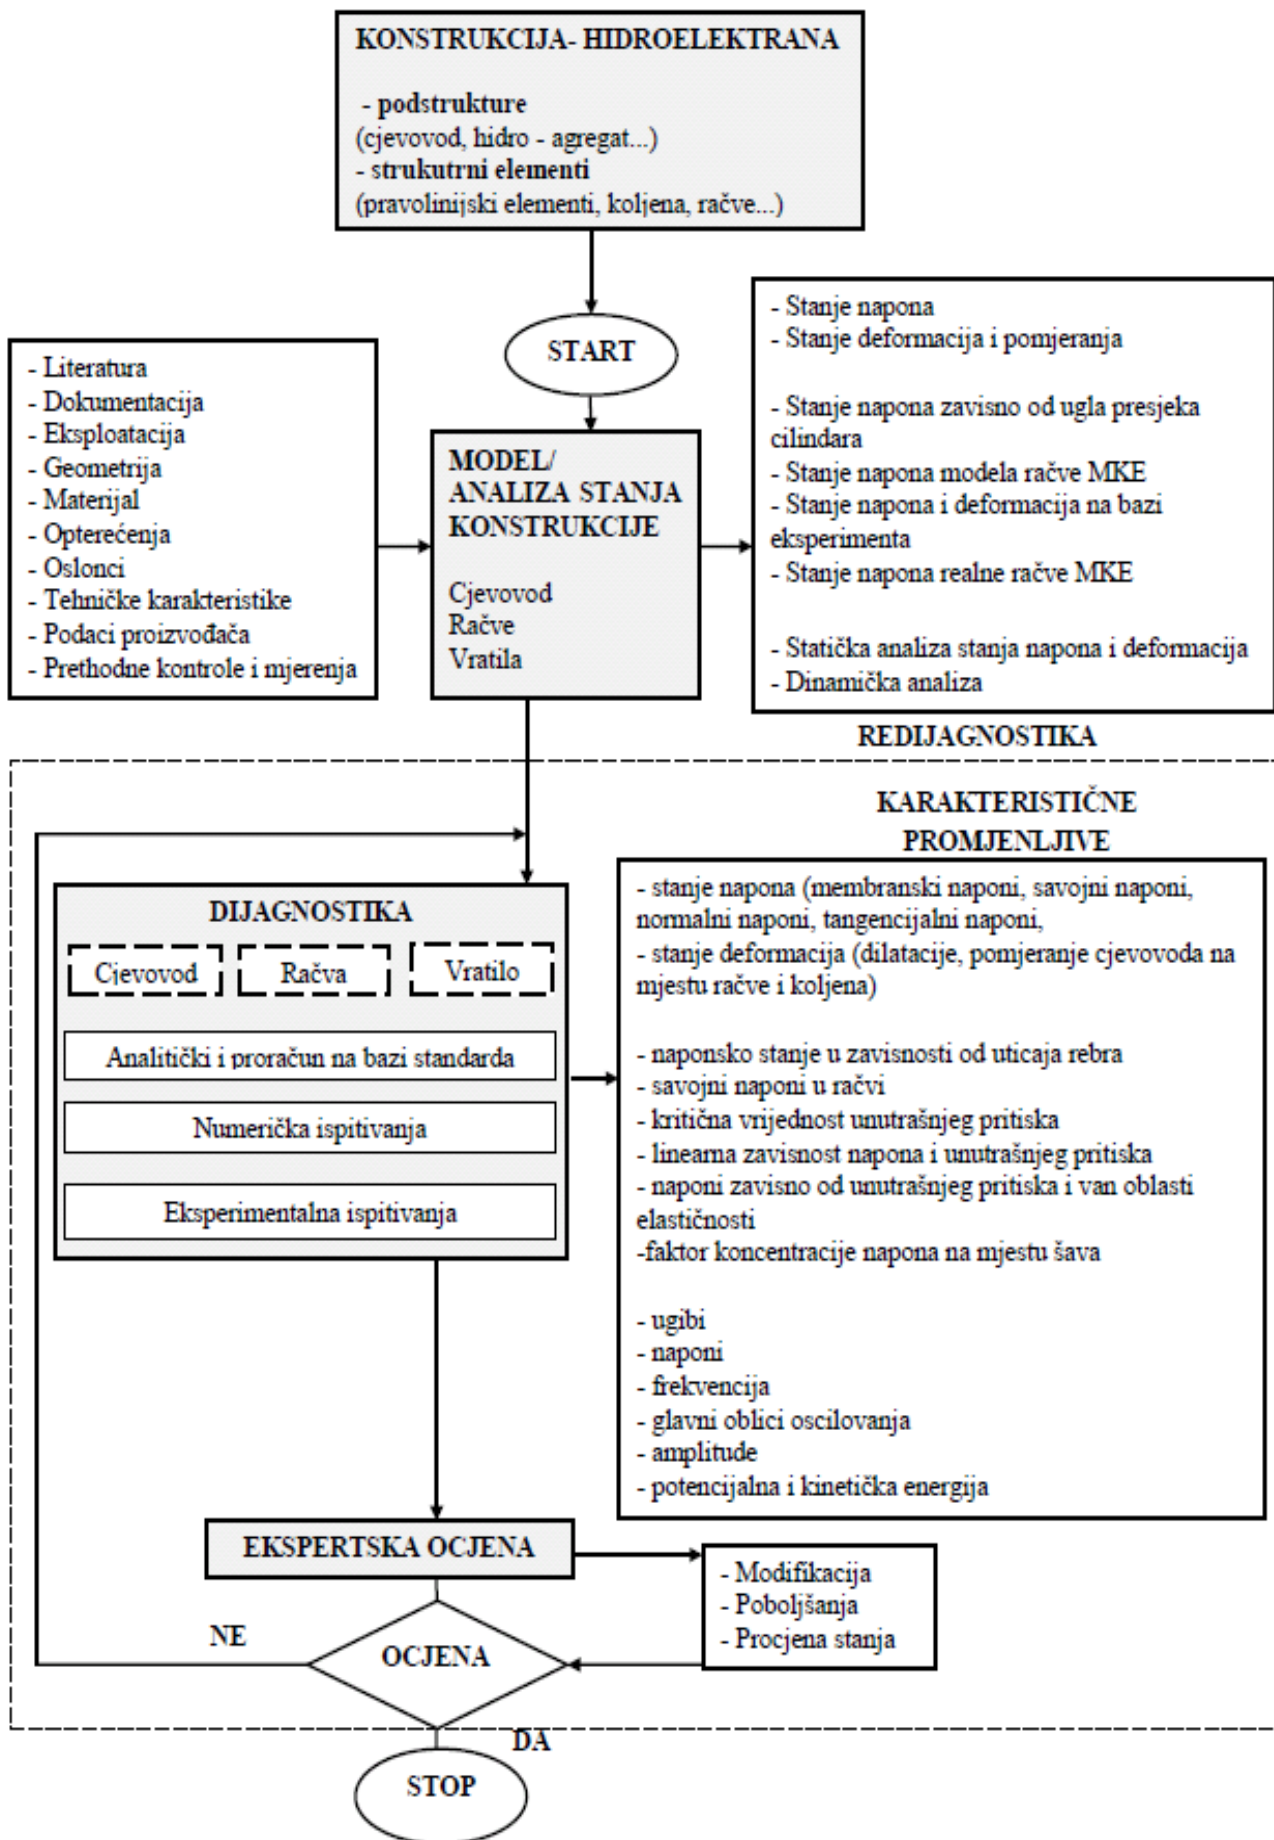 KONSTRUKCIJA- HIDROELEKTRANA
- podstrukture
(cjevovod, hidro - agregat...)
- strukutrni elementi
(pravolinijski elementi, koljena, račve...)
START
- Literatura
- Dokumentacija
- Eksploatacija
- Geometrija
- Materijal
- Opterećenja
- Oslonci
- Tehničke karakteristike
- Podaci proizvođača
- Prethodne kontrole i mjerenja
MODEL/
ANALIZA STANJA
KONSTRUKCIJE
Cjevovod
Račve
Vratila
- Stanje napona
- Stanje deformacija i pomjeranja
- Stanje napona zavisno od ugla presjeka
cilindara
- Stanje napona modela račve MKE
- Stanje napona i deformacija na bazi
eksperimenta
- Stanje napona realne račve MKE
- Statička analiza stanja napona i deformacija
- Dinamička analiza
REDIJAGNOSTIKA
KARAKTERISTIČNE
PROMJENLJIVE
DIJAGNOSTIKA
Cjevovod
Račva
Vratilo
Analitički i proračun na bazi standarda
Numerička ispitivanja
Eksperimentalna ispitivanja
- stanje napona (membranski naponi, savojni naponi,
normalni naponi, tangencijalni naponi,
- stanje deformacija (dilatacije, pomjeranje cjevovoda na
mjestu račve i koljena)
- naponsko stanje u zavisnosti od uticaja rebra
- savojni naponi u račvi
- kritična vrijednost unutrašnjeg pritiska
- linearna zavisnost napona i unutrašnjeg pritiska
- naponi zavisno od unutrašnjeg pritiska i van oblasti
elastičnosti
-faktor koncentracije napona na mjestu šava
- ugibi
- naponi
- frekvencija
- glavni oblici oscilovanja
- amplitude
- potencijalna i kinetička energija
EKSPERTSKA OCJENA
- Modifikacija
- Poboljšanja
- Procjena stanja
NE
OCJENA
DA
STOP